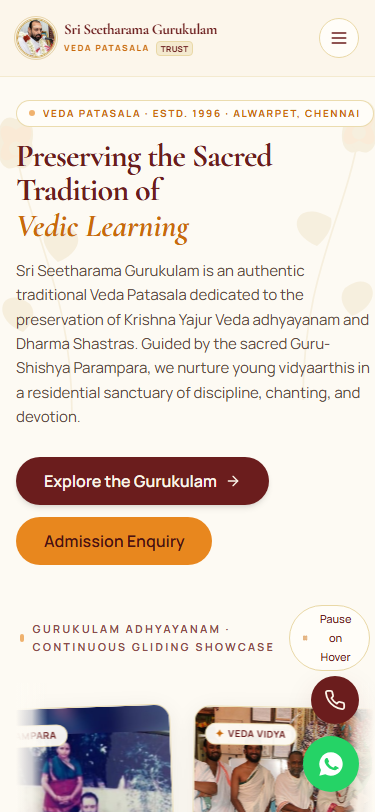 Sri Seetharama Gurukulam
VEDA PATASALA TRUST
VEDA PATASALA · ESTD. 1996 · ALWARPET, CHENNAI
Preserving the Sacred
Tradition of
Vedic Learning
Sri Seetharama Gurukulam is an authentic
traditional Veda Patasala dedicated to the
preservation of Krishna Yajur Veda adhyayanam and
Dharma Shastras. Guided by the sacred Guru-
Shishya Parampara, we nurture young vidyaarthis in
a residential sanctuary of discipline, chanting, and
devotion.
Explore the Gurukulam →
Admission Enquiry
GURUKULAM ADHYAYANAM ·
CONTINUOUS GLIDING SHOWCASE
Pause
on
Hover
✦ VEDA VIDYA